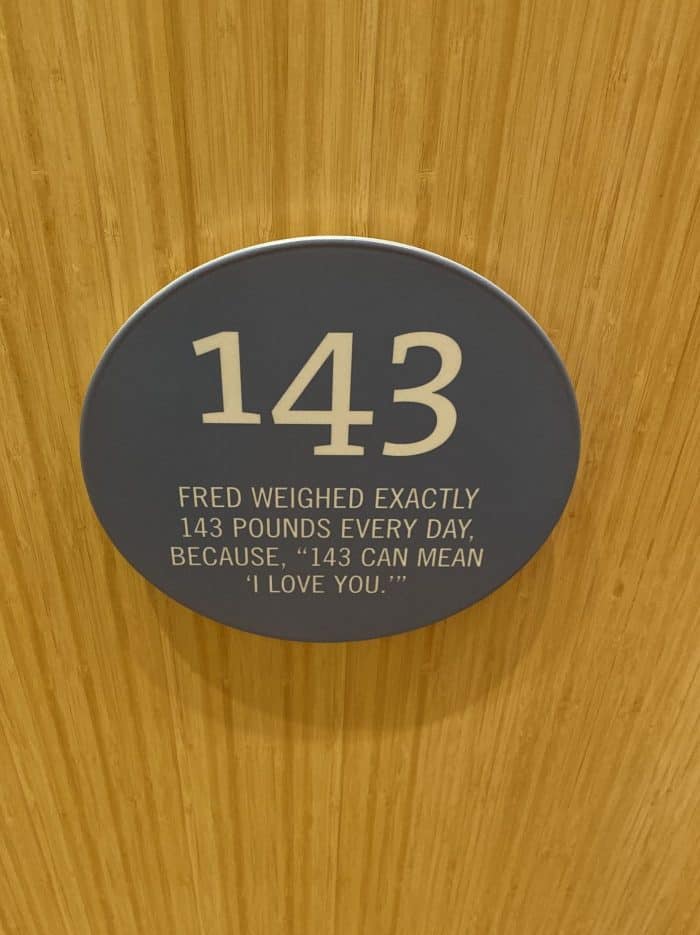 143
FRED WEIGHED EXACTLY
143 POUNDS EVERY DAY,
BECAUSE, “143 CAN MEAN
‘I LOVE YOU.’”